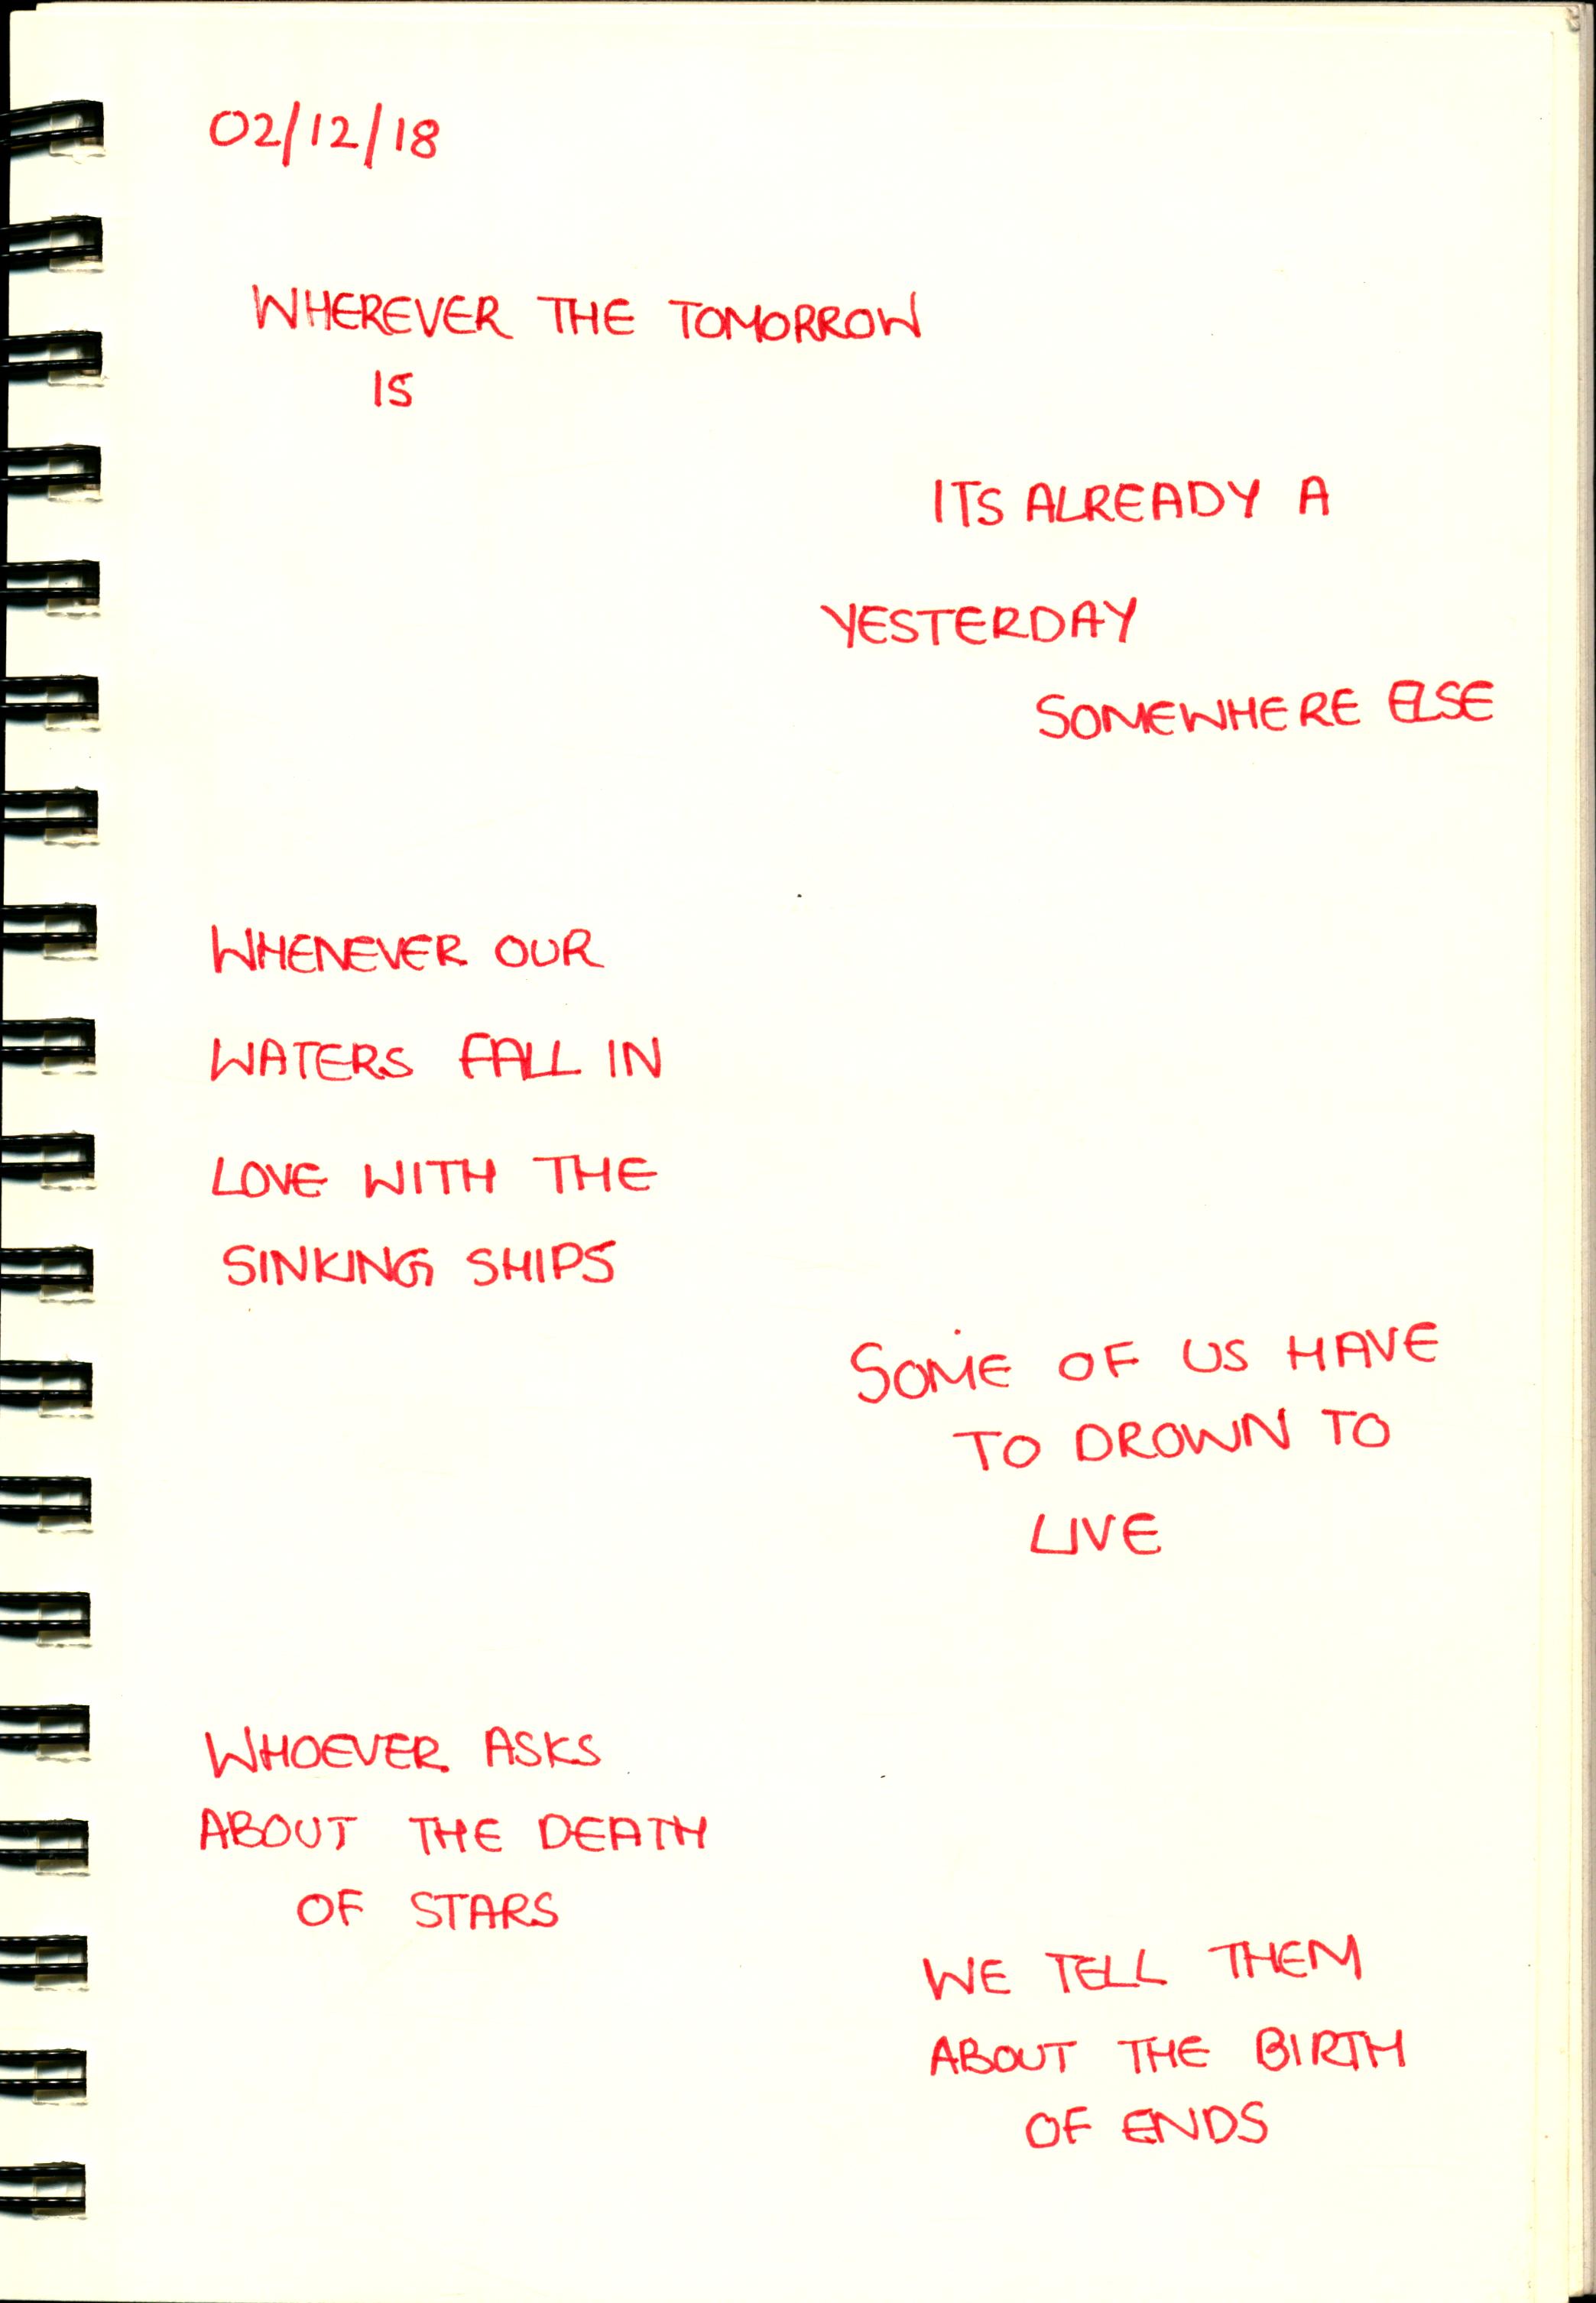 02/12/18
WHEREVER THE TOMORROW
IS
ITS ALREADY A
YESTERDAY
SOMEWHERE ELSE
WHENEVER OUR
WATERS FALL IN
LOVE WITH THE
SINKING SHIPS
SOME OF US HAVE
TO DROWN TO
LIVE
WHOEVER ASKS
ABOUT THE DEATH
OF STARS
WE TELL THEM
ABOUT THE BIRTH
OF ENDS